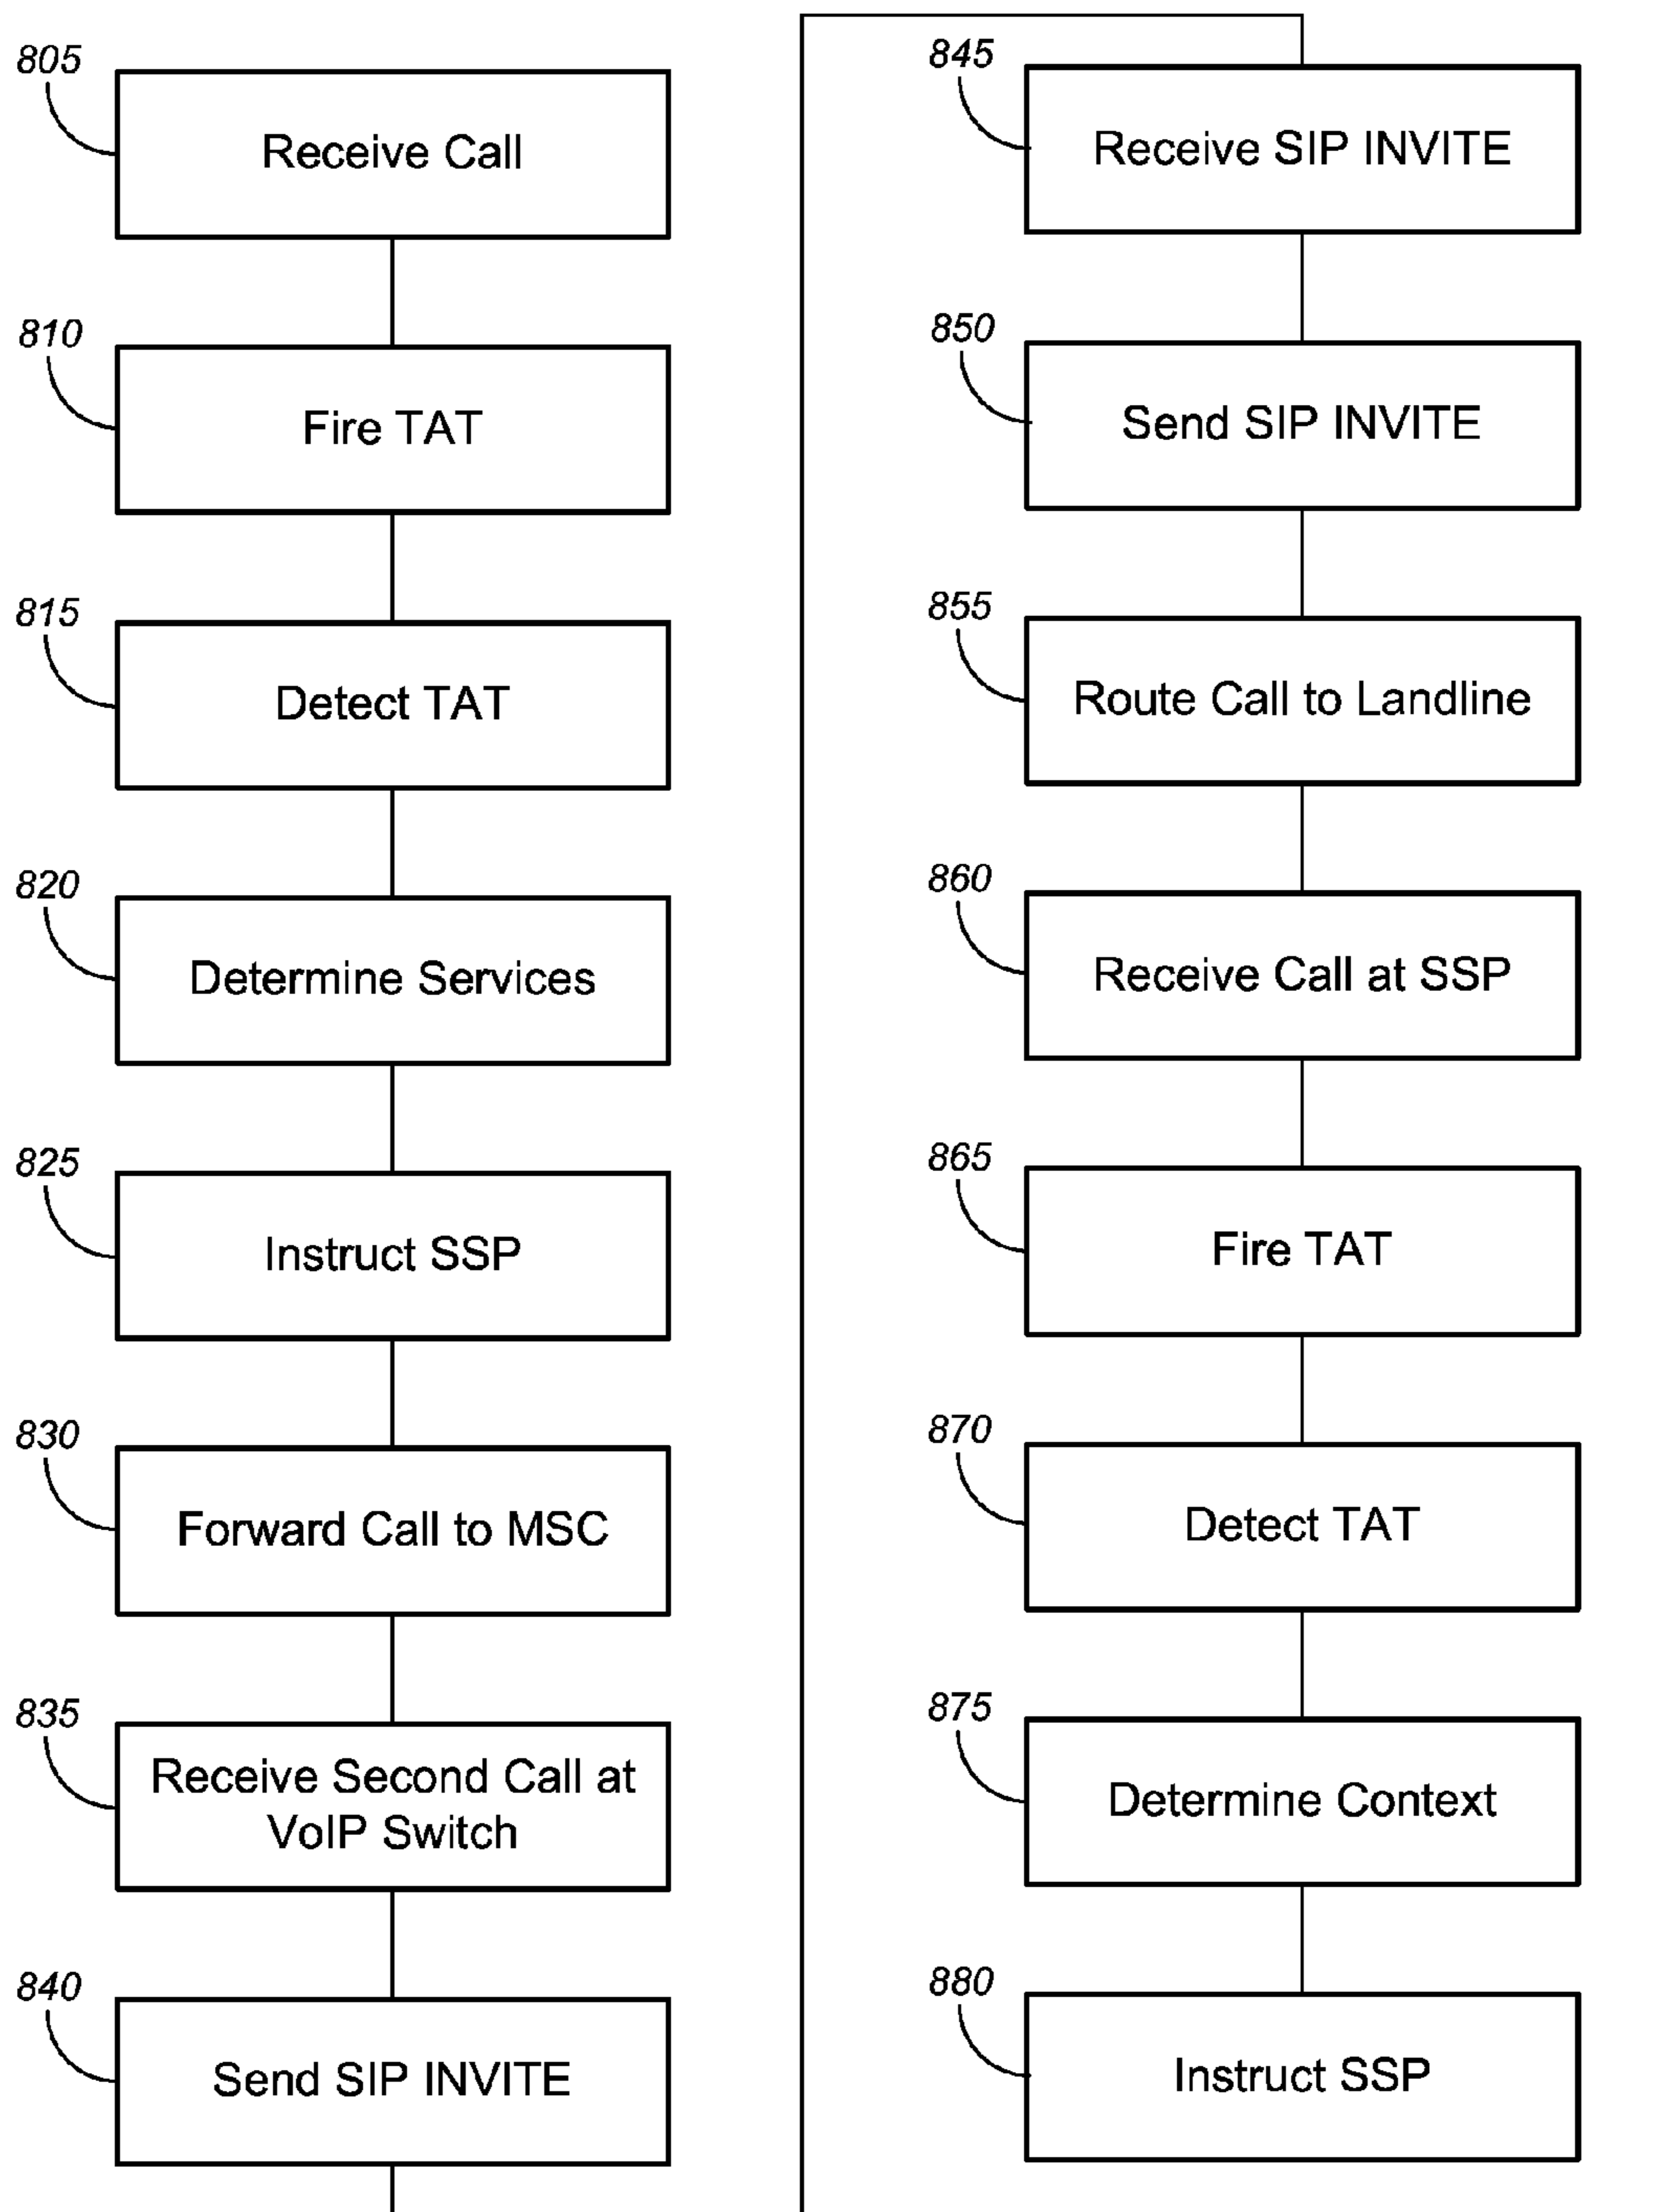 805
Receive Call
810
Fire TAT
815
Detect TAT
820
Determine Services
825
Instruct SSP
830
Forward Call to MSC
835
Receive Second Call at
VoIP Switch
840
Send SIP INVITE
845
Receive SIP INVITE
850
Send SIP INVITE
855
Route Call to Landline
860
Receive Call at SSP
865
Fire TAT
870
Detect TAT
875
Determine Context
880
Instruct SSP